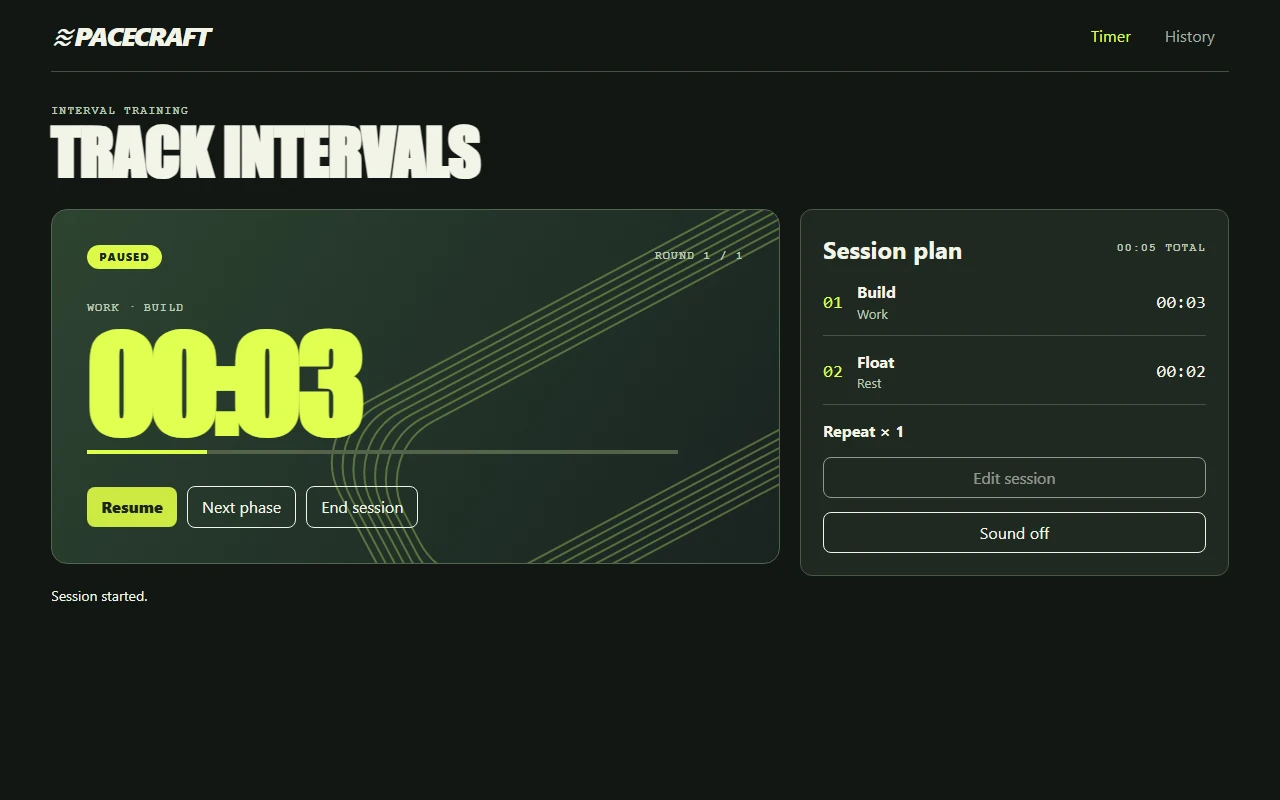 PACECRAFT
Timer
History
INTERVAL TRAINING
TRACK INTERVALS
PAUSED
ROUND 1 / 1
WORK · BUILD
00:03
Resume
Next phase
End session
Session started.
Session plan
00:05 TOTAL
01
Build
Work
00:03
02
Float
Rest
00:02
Repeat × 1
Edit session
Sound off